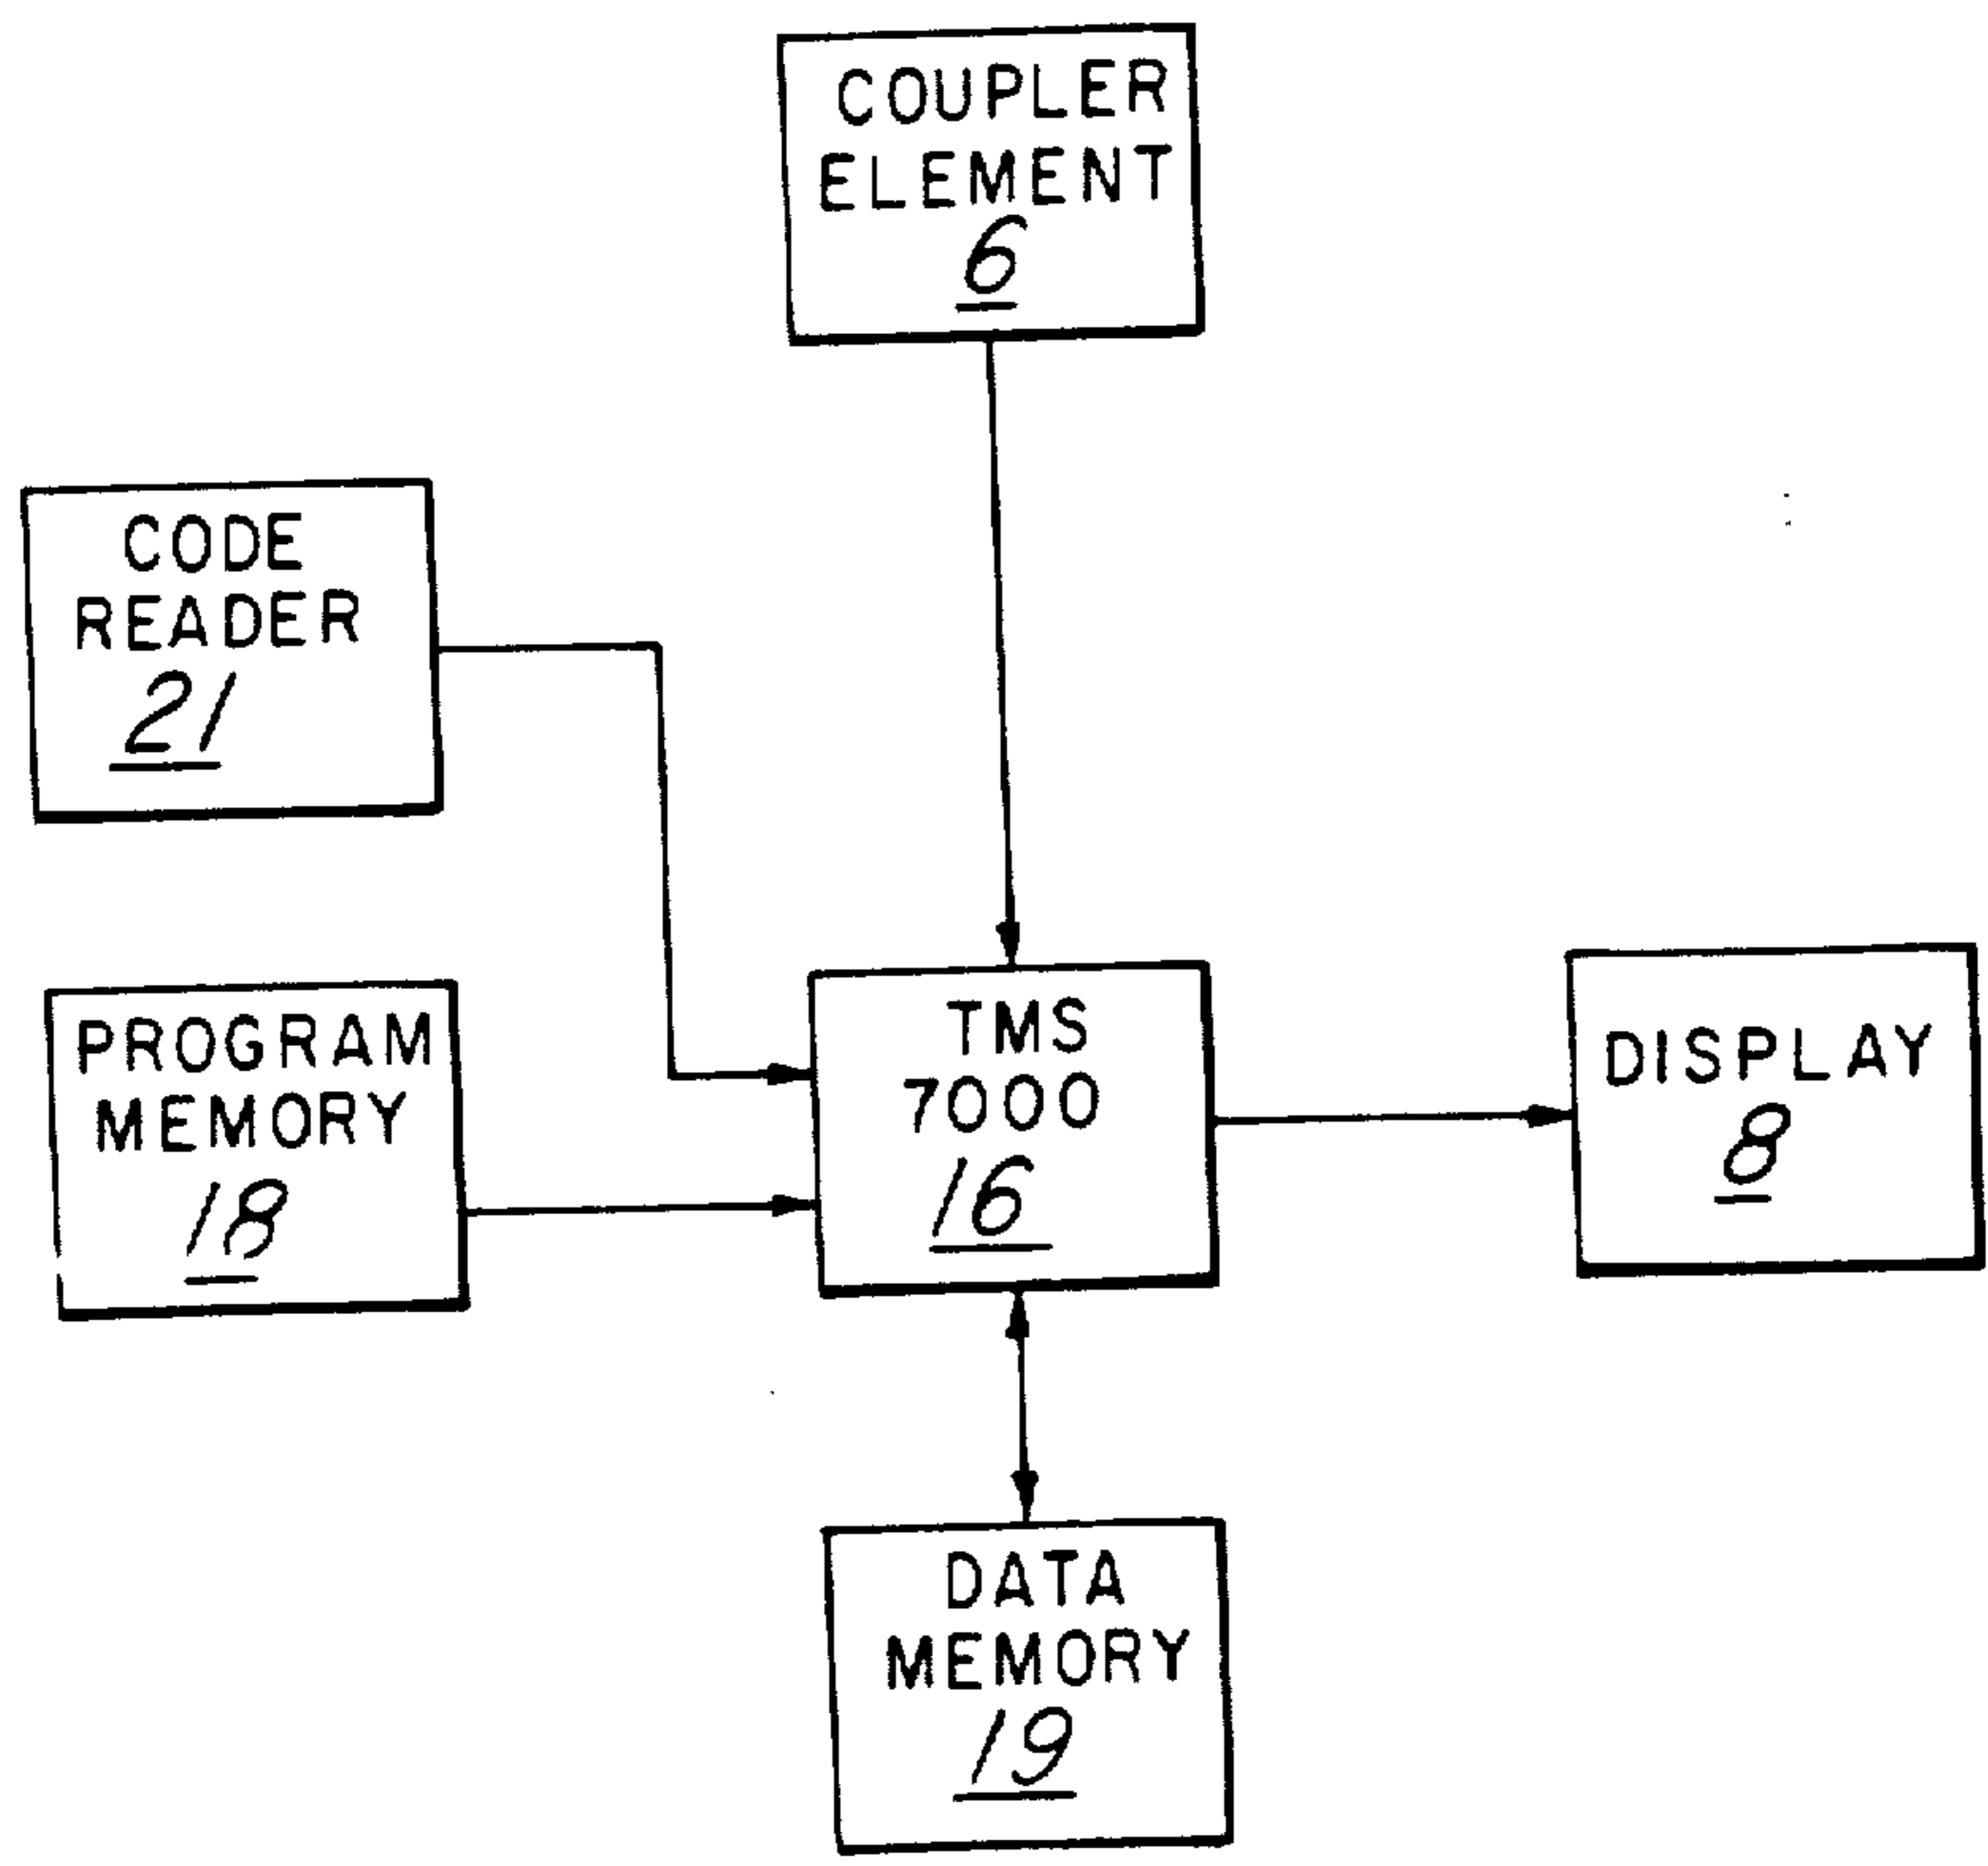 COUPLER
ELEMENT
6
CODE
READER
21
PROGRAM
MEMORY
18
TMS
7000
16
DISPLAY
8
DATA
MEMORY
19